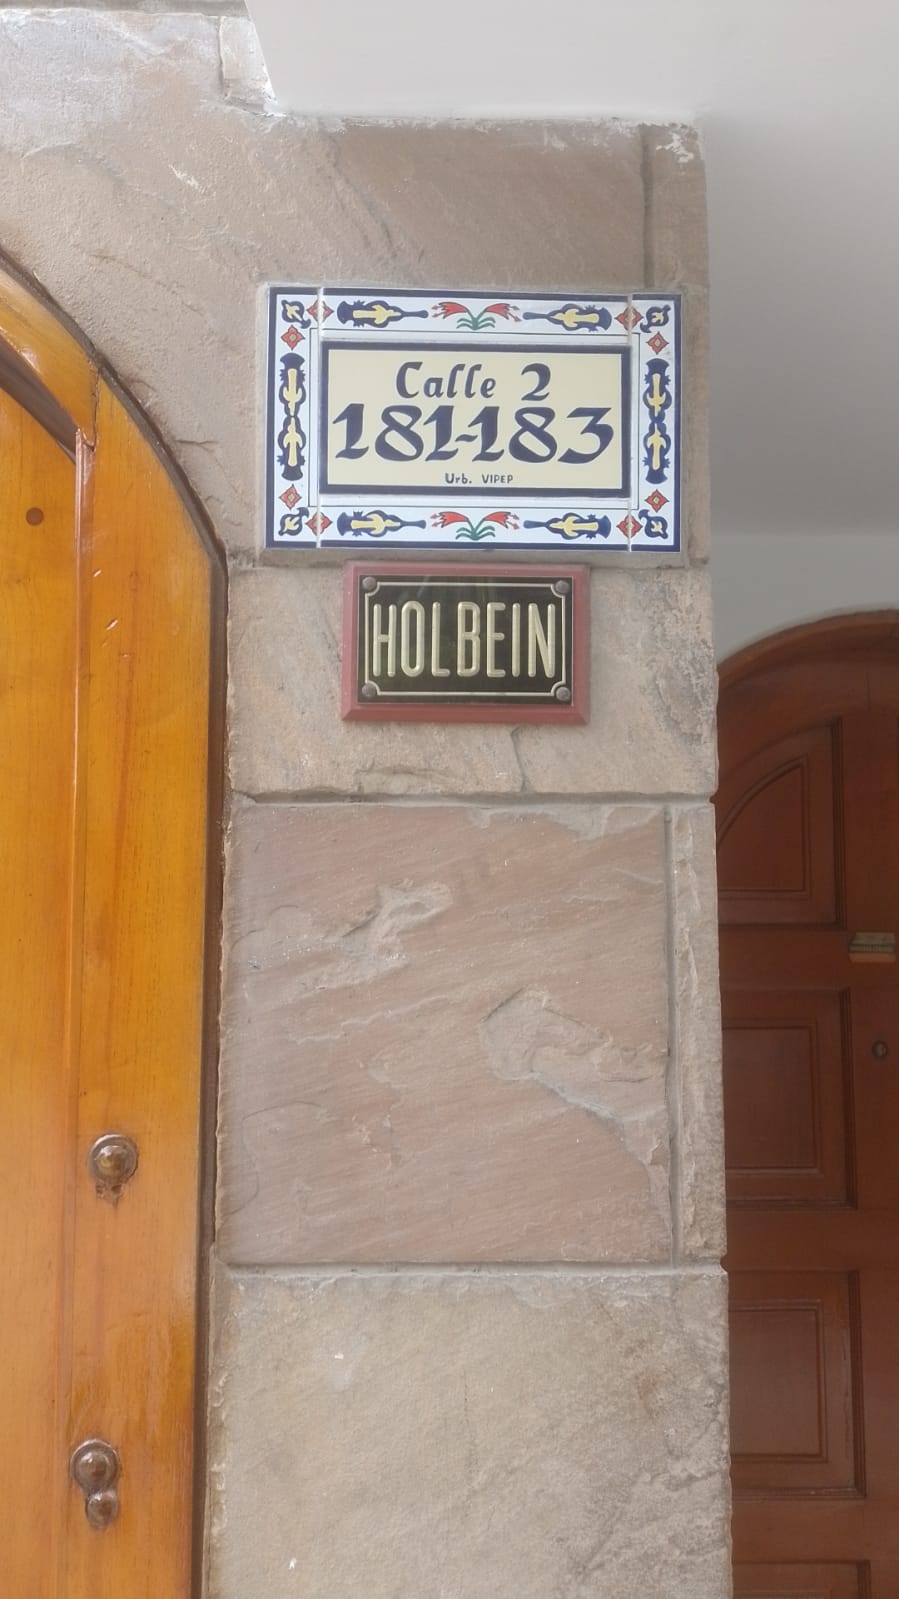 Calle 2
181-183
Urb. VIPEP
HOLBEIN